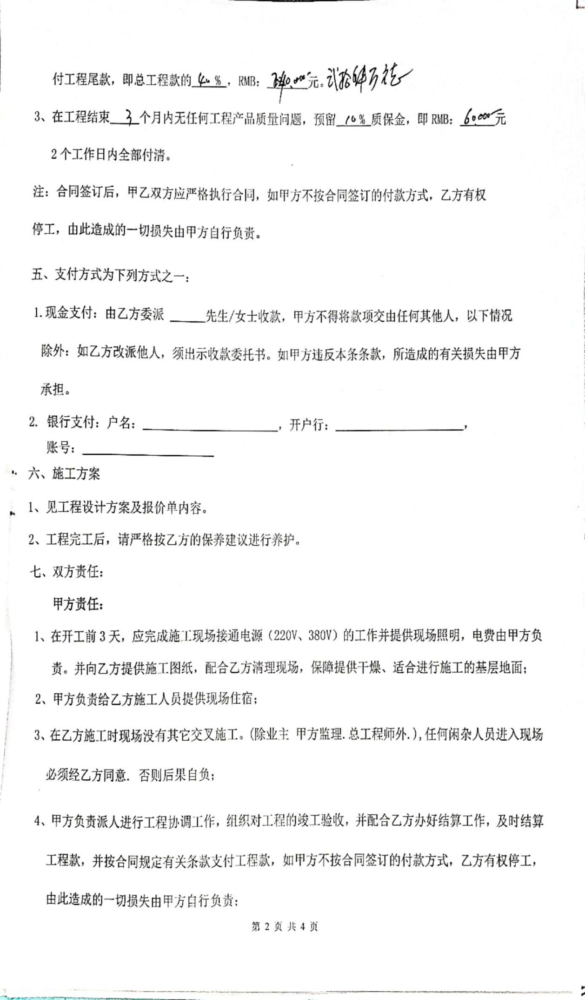 付工程尾款，即总工程款的 40 %，RMB： 240.000 元。贰拾肆万元
3、在工程结束 3 个月内无任何工程产品质量问题，预留 10% 质保金，即 RMB： 60.000 元
2 个工作日内全部付清。
注：合同签订后，甲乙双方应严格执行合同，如甲方不按合同签订的付款方式，乙方有权
停工，由此造成的一切损失由甲方自行负责。
五、支付方式为下列方式之一：
1.现金支付：由乙方委派 _____先生/女士收款，甲方不得将款项交由任何其他人，以下情况
除外：如乙方改派他人，须出示收款委托书。如甲方违反本条条款，所造成的有关损失由甲方
承担。
2. 银行支付：户名：____________________，开户行：____________________，
账号：____________________
六、施工方案
1、见工程设计方案及报价单内容。
2、工程完工后，请严格按乙方的保养建议进行养护。
七、双方责任：
甲方责任：
1、在开工前 3 天，应完成施工现场接通电源（220V、380V）的工作并提供现场照明，电费由甲方负
责。并向乙方提供施工图纸，配合乙方清理现场，保障提供干燥、适合进行施工的基层地面；
2、甲方负责给乙方施工人员提供现场住宿；
3、在乙方施工时现场没有其它交叉施工。(除业主 甲方监理.总工程师外.),任何闲杂人员进入现场
必须经乙方同意. 否则后果自负；
4、甲方负责派人进行工程协调工作，组织对工程的竣工验收，并配合乙方办好结算工作，及时结算
工程款，并按合同规定有关条款支付工程款，如甲方不按合同签订的付款方式，乙方有权停工，
由此造成的一切损失由甲方自行负责；
第 2 页 共 4 页